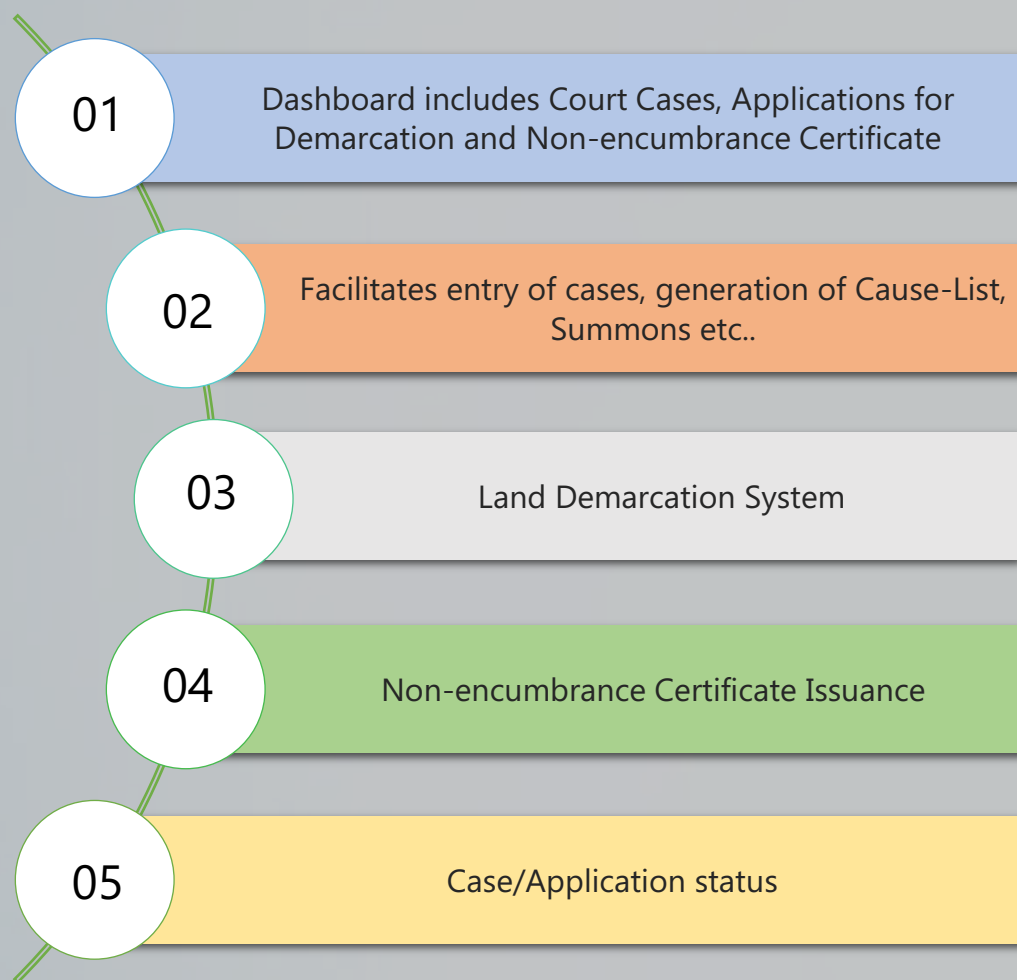 01
Dashboard includes Court Cases, Applications for
Demarcation and Non-encumbrance Certificate
02
Facilitates entry of cases, generation of Cause-List,
Summons etc..
03
Land Demarcation System
04
Non-encumbrance Certificate Issuance
05
Case/Application status